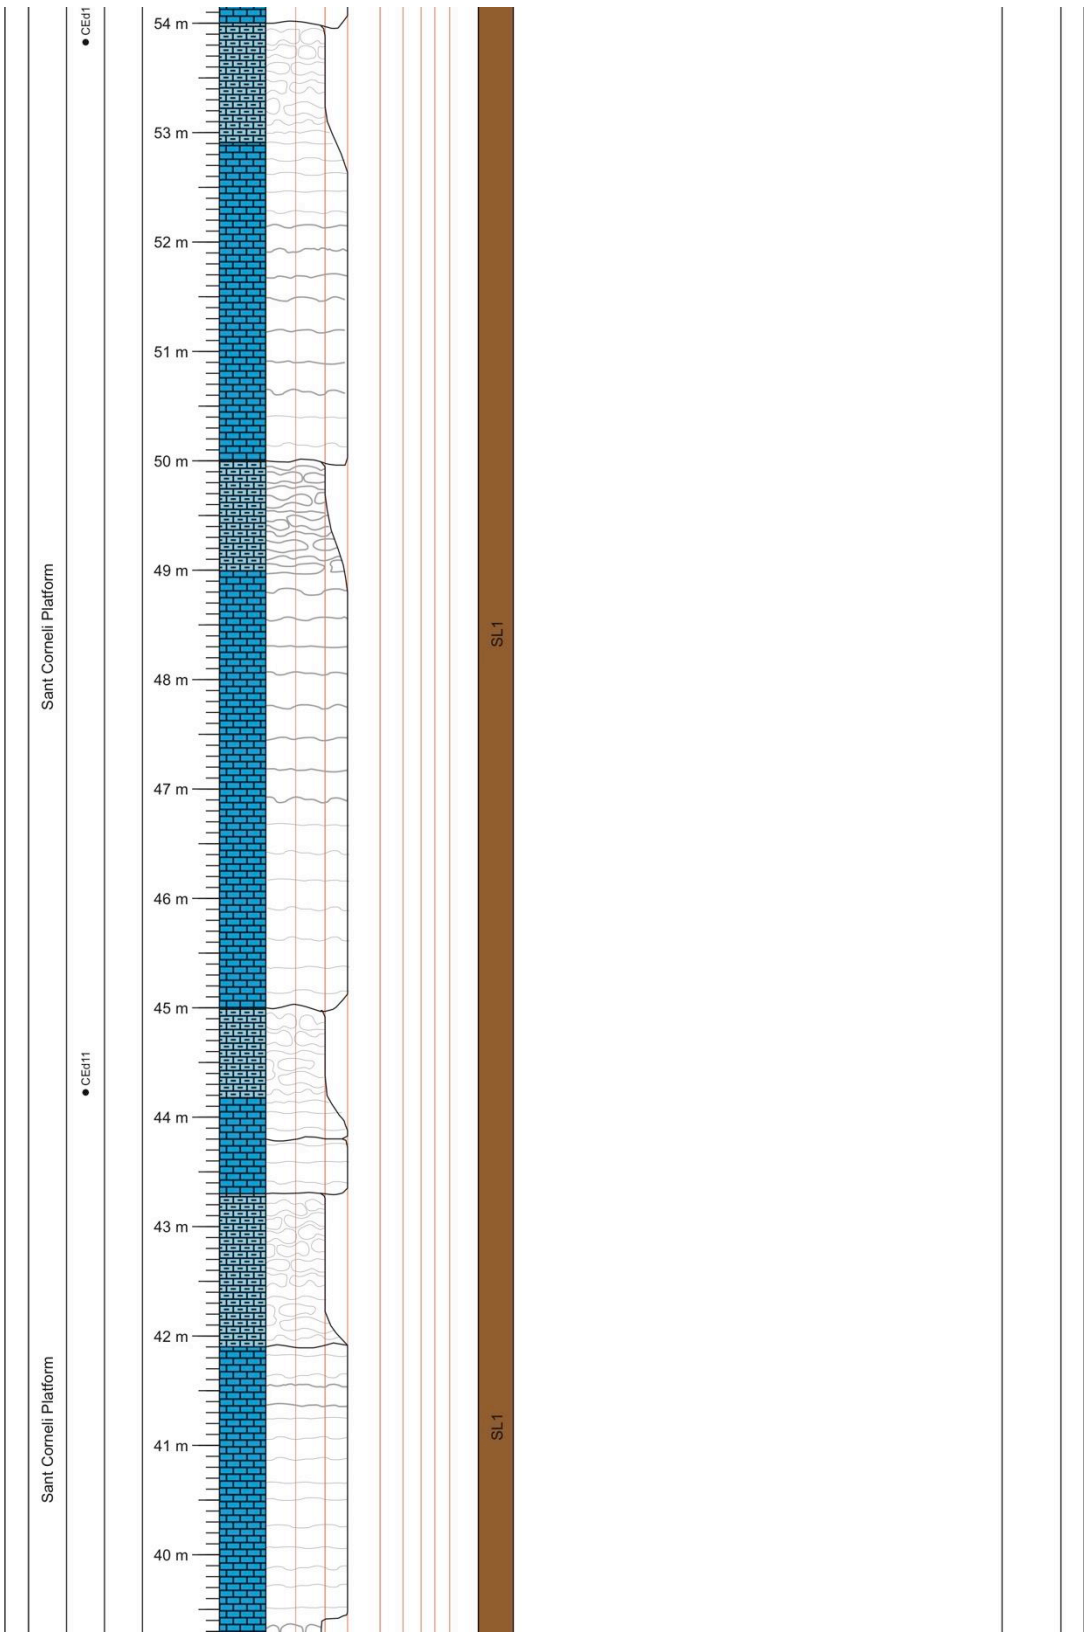 54 m
● CEd1
53 m
52 m
51 m
50 m
49 m
Sant Corneli Platform
SL1
48 m
47 m
46 m
45 m
● CEd11
44 m
43 m
42 m
Sant Corneli Platform
SL1
41 m
40 m